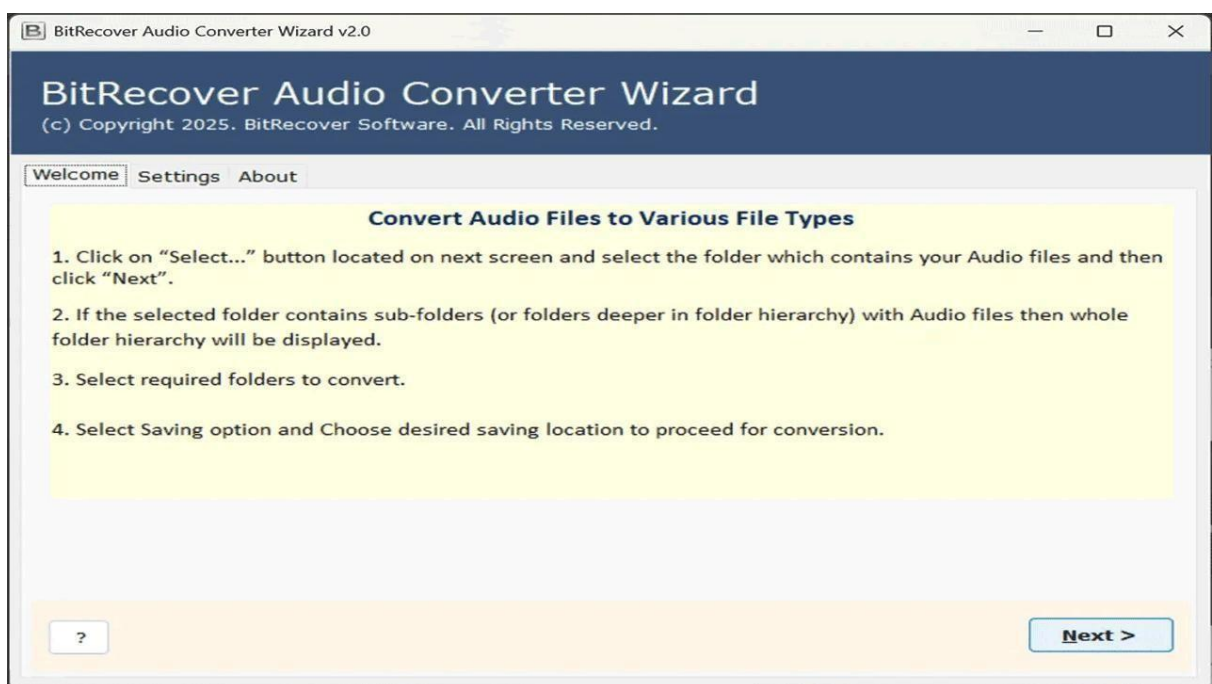 B BitRecover Audio Converter Wizard v2.0
BitRecover Audio Converter Wizard
(c) Copyright 2025. BitRecover Software. All Rights Reserved.
Welcome Settings About
Convert Audio Files to Various File Types
1. Click on “Select...” button located on next screen and select the folder which contains your Audio files and then
click “Next”.
2. If the selected folder contains sub-folders (or folders deeper in folder hierarchy) with Audio files then whole
folder hierarchy will be displayed.
3. Select required folders to convert.
4. Select Saving option and Choose desired saving location to proceed for conversion.
? Next >